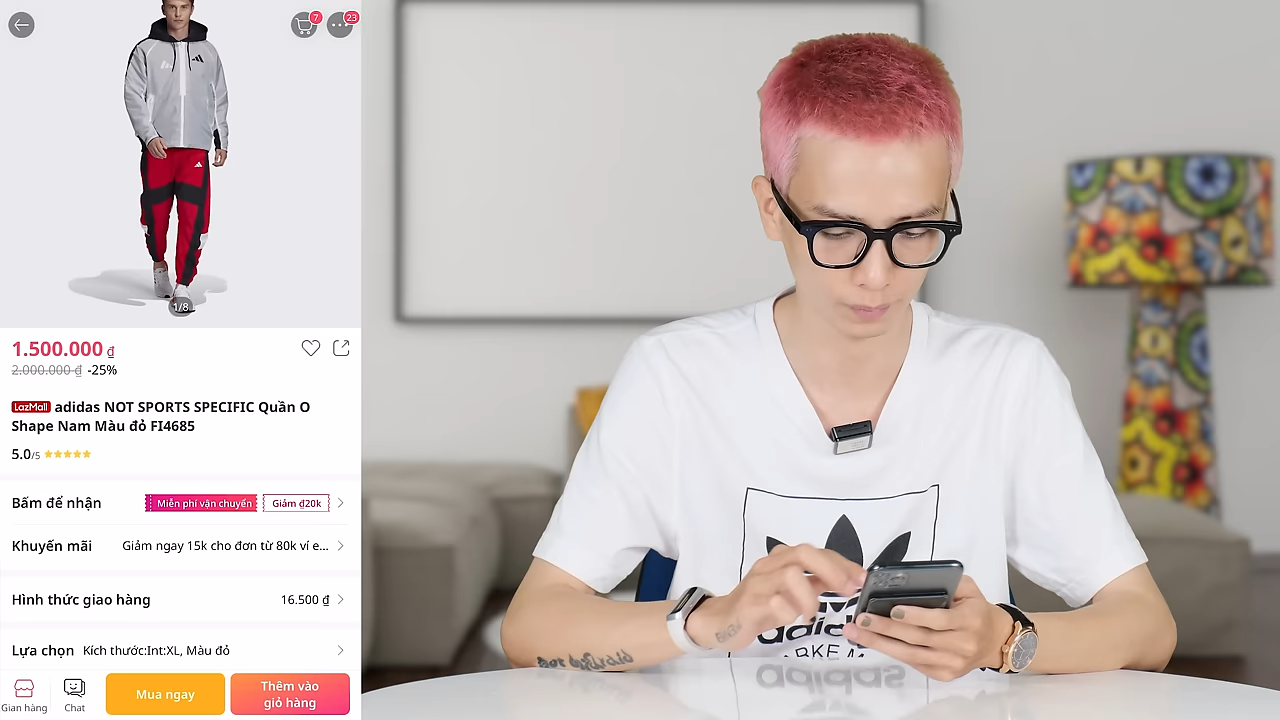 7
23
1/8
1.500.000 ₫
2.000.000 ₫ -25%
LazMall adidas NOT SPORTS SPECIFIC Quần O
Shape Nam Màu đỏ FI4685
5.0/5
Bấm để nhận Miễn phí vận chuyển Giảm ₫20k
Khuyến mãi Giảm ngay 15k cho đơn từ 80k ví e...
Hình thức giao hàng 16.500 ₫
Lựa chọn Kích thước:Int:XL, Màu đỏ
Gian hàng
Chat
Mua ngay
Thêm vào
giỏ hàng
adidas